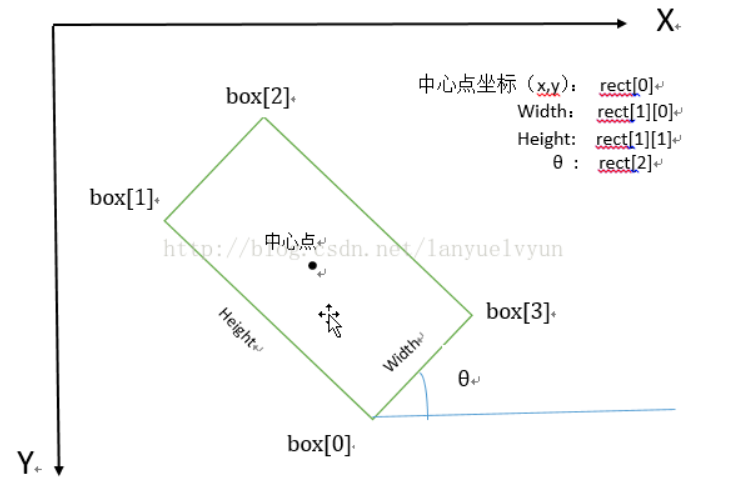 X
中心点坐标（x,y）： rect[0]
Width: rect[1][0]
Height: rect[1][1]
θ ： rect[2]
box[2]
box[1]
中心点
http://blog.csdn.net/lanyuelvyun
box[3]
Height
Width
θ
box[0]
Y